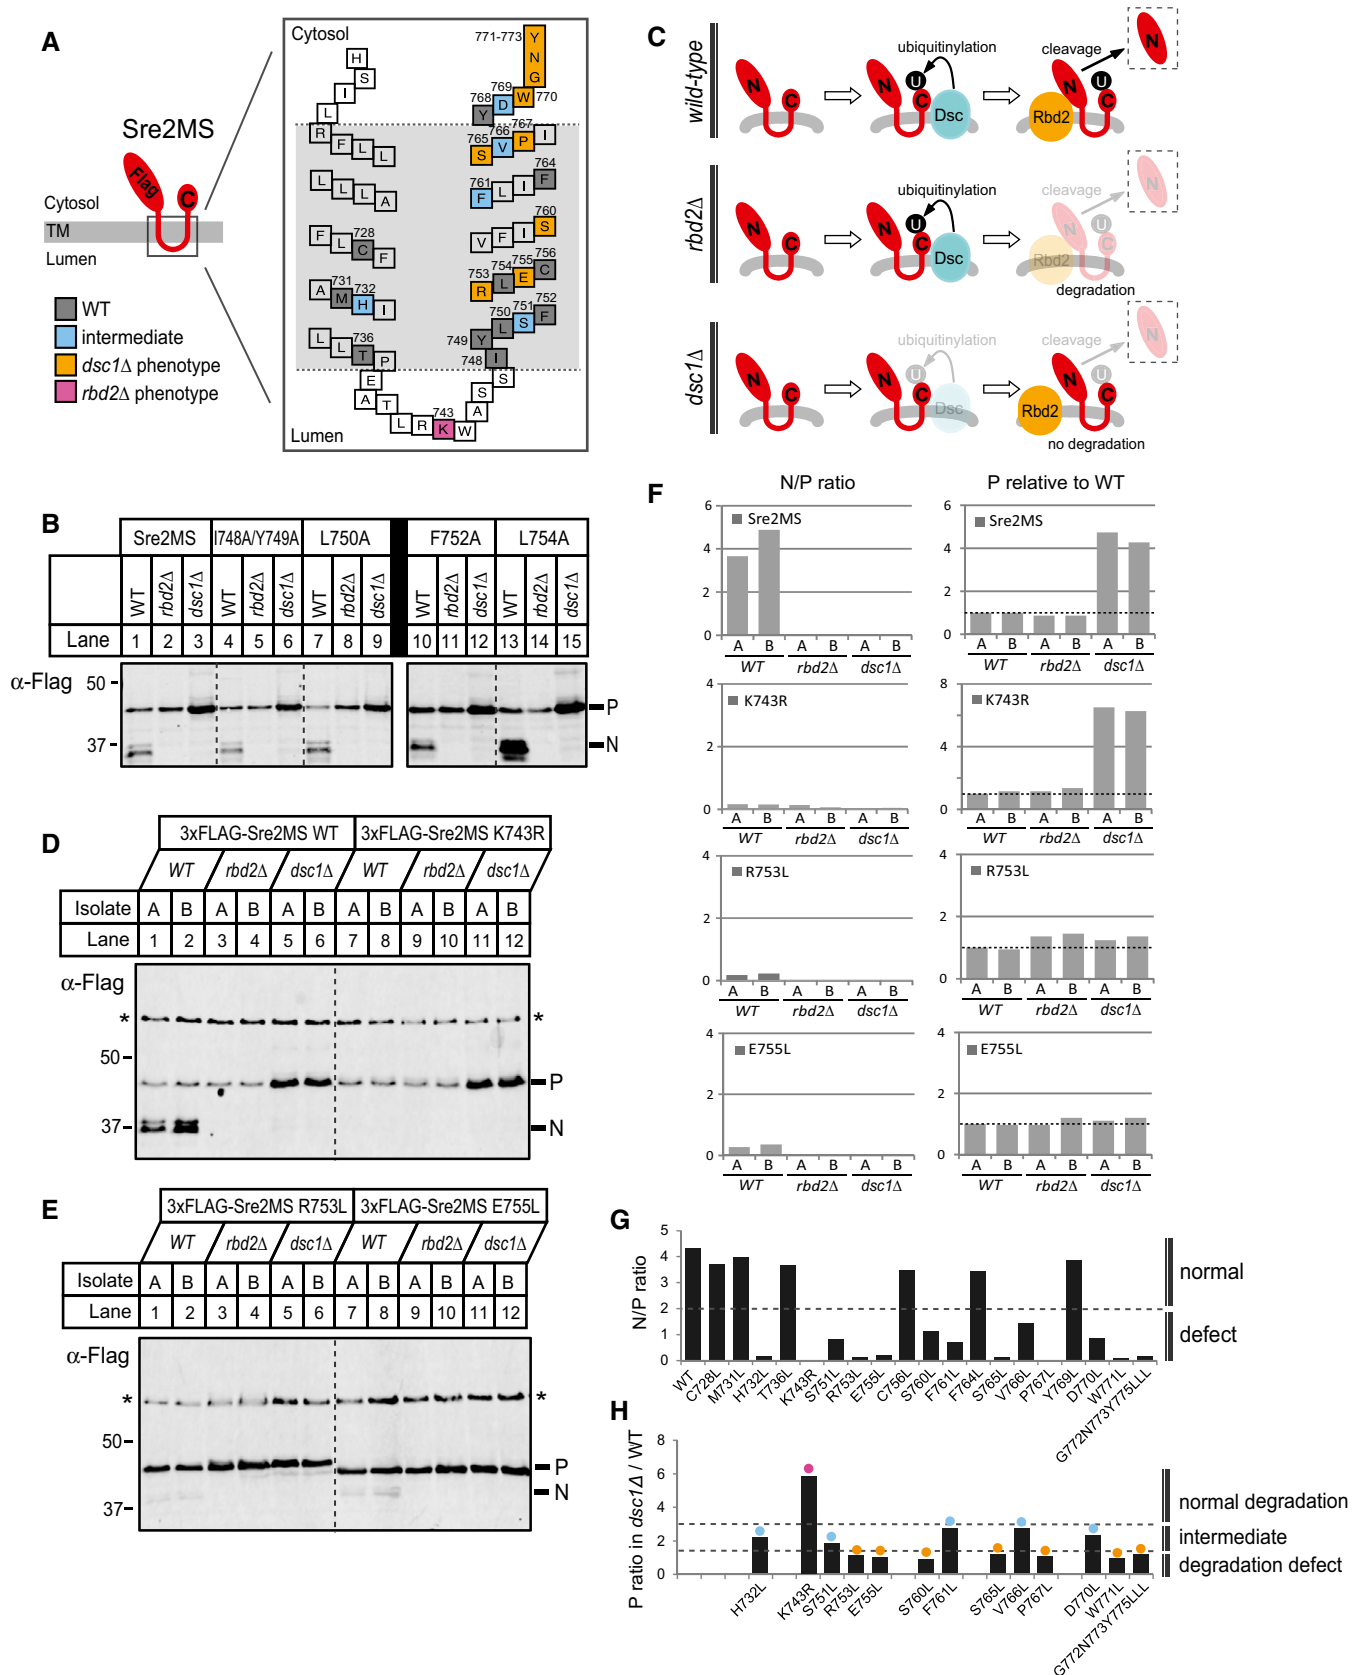 A
Sre2MS
Flag
C
Cytosol
TM
Lumen
WT
intermediate
dsc1Δ phenotype
rbd2Δ phenotype
Cytosol
H
S
I
L
R
F
L
L
L
L
L
A
F
L
728
C
F
A
731
M
732
H
I
L
L
736
T
P
E
A
T
L
R
743
K
W
A
S
S
748
I
749
Y
750
L
751
S
752
F
753
R
754
L
755
E
756
C
V
F
I
760
S
761
F
L
I
764
F
765
S
766
V
767
P
I
768
Y
769
D
W
770
771-773
Y
N
G
Lumen
C
wild-type
N
C
ubiquitinylation
N
U
C
Dsc
cleavage
N
U
C
Rbd2
N
rbd2Δ
N
C
ubiquitinylation
N
U
C
Dsc
cleavage
N
U
C
Rbd2
N
degradation
dsc1Δ
N
C
ubiquitinylation
N
U
C
Dsc
cleavage
N
U
C
Rbd2
N
no degradation
B
Sre2MS I748A/Y749A L750A F752A L754A
WT rbd2Δ dsc1Δ WT rbd2Δ dsc1Δ WT rbd2Δ dsc1Δ WT rbd2Δ dsc1Δ WT rbd2Δ dsc1Δ
Lane 1 2 3 4 5 6 7 8 9 10 11 12 13 14 15
α-Flag
50
37
P
N
D
3xFLAG-Sre2MS WT 3xFLAG-Sre2MS K743R
WT rbd2Δ dsc1Δ WT rbd2Δ dsc1Δ
Isolate A B A B A B A B A B A B
Lane 1 2 3 4 5 6 7 8 9 10 11 12
α-Flag
* *
50
37
P
N
E
3xFLAG-Sre2MS R753L 3xFLAG-Sre2MS E755L
WT rbd2Δ dsc1Δ WT rbd2Δ dsc1Δ
Isolate A B A B A B A B A B A B
Lane 1 2 3 4 5 6 7 8 9 10 11 12
α-Flag
* *
50
37
P
N
F
N/P ratio
P relative to WT
6
4
2
0
Sre2MS
A B A B A B
WT rbd2Δ dsc1Δ
6
4
2
0
Sre2MS
A B A B A B
WT rbd2Δ dsc1Δ
4
2
0
K743R
A B A B A B
WT rbd2Δ dsc1Δ
8
4
0
K743R
A B A B A B
WT rbd2Δ dsc1Δ
4
2
0
R753L
A B A B A B
WT rbd2Δ dsc1Δ
4
2
0
R753L
A B A B A B
WT rbd2Δ dsc1Δ
4
2
0
E755L
A B A B A B
WT rbd2Δ dsc1Δ
4
2
0
E755L
A B A B A B
WT rbd2Δ dsc1Δ
G
N/P ratio
5
4
3
2
1
0
normal
defect
WT C728L M731L H732L T736L K743R S751L R753L E755L C756L S760L F761L F764L S765L V766L P767L Y769L D770L W771L G772N773Y775LLL
H
P ratio in dsc1Δ / WT
8
6
4
2
0
normal degradation
intermediate
degradation defect
H732L K743R S751L R753L E755L S760L F761L S765L V766L P767L D770L W771L G772N773Y775LLL